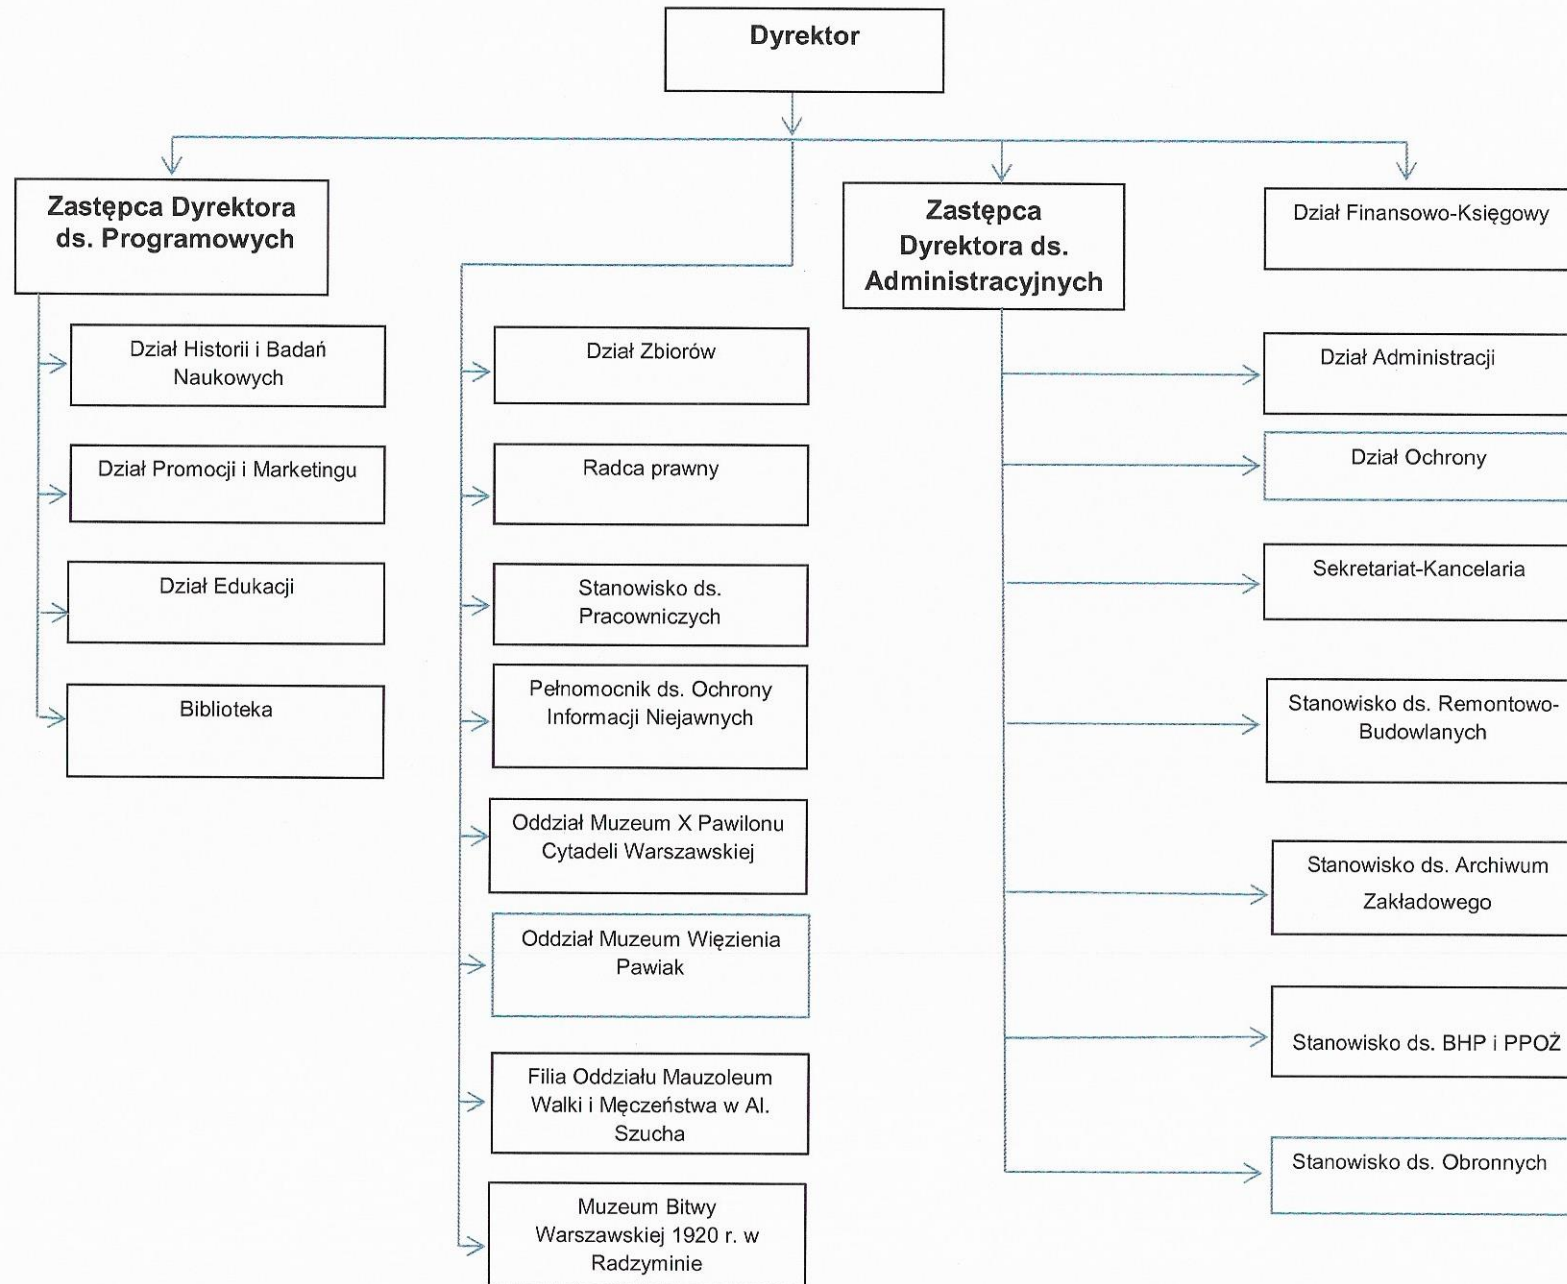 Dyrektor
Zastępca Dyrektora
ds. Programowych
Dział Historii i Badań
Naukowych
Dział Promocji i Marketingu
Dział Edukacji
Biblioteka
Dział Zbiorów
Radca prawny
Stanowisko ds.
Pracowniczych
Pełnomocnik ds. Ochrony
Informacji Niejawnych
Oddział Muzeum X Pawilonu
Cytadeli Warszawskiej
Oddział Muzeum Więzienia
Pawiak
Filia Oddziału Mauzoleum
Walki i Męczeństwa w Al.
Szucha
Muzeum Bitwy
Warszawskiej 1920 r. w
Radzyminie
Zastępca
Dyrektora ds.
Administracyjnych
Dział Finansowo-Księgowy
Dział Administracji
Dział Ochrony
Sekretariat-Kancelaria
Stanowisko ds. Remontowo-
Budowlanych
Stanowisko ds. Archiwum
Zakładowego
Stanowisko ds. BHP i PPOŻ
Stanowisko ds. Obronnych